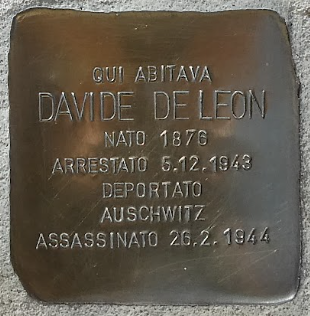 QUI ABITAVA
DAVIDE DE LEON
NATO 1876
ARRESTATO 5.12.1943
DEPORTATO
AUSCHWITZ
ASSASSINATO 26.2.1944